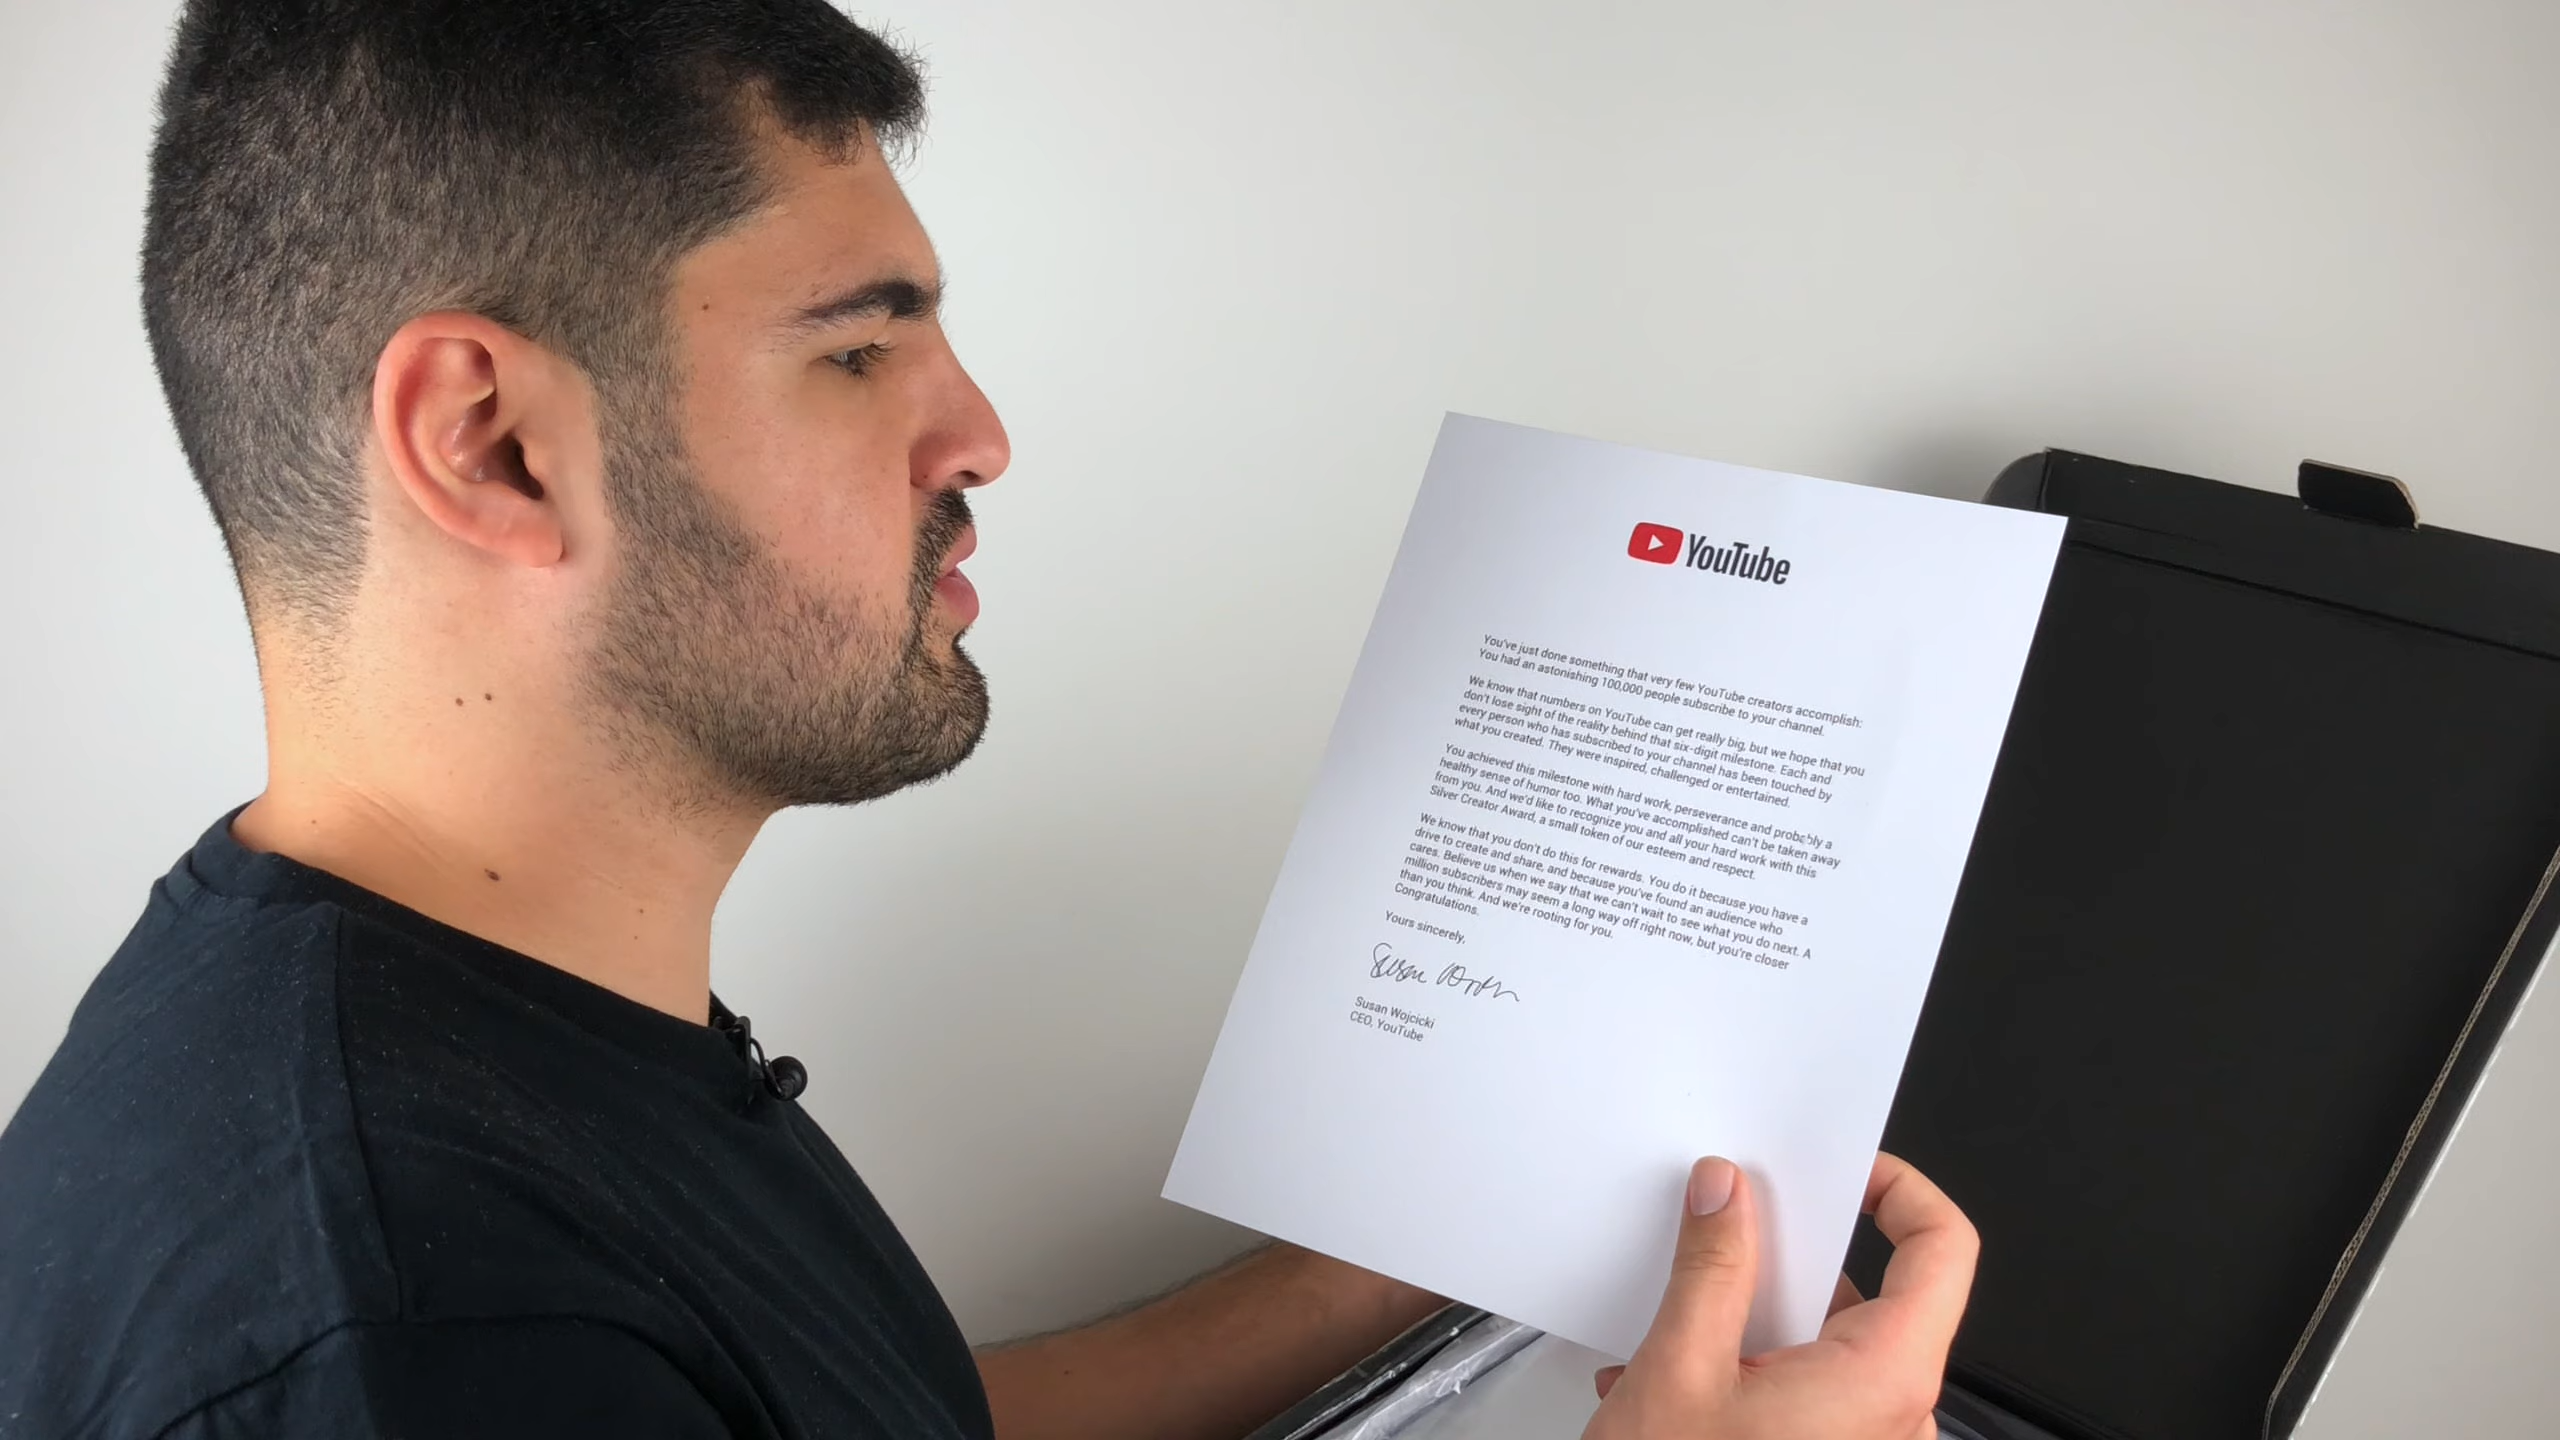 YouTube
You've just done something that very few YouTube creators accomplish:
You had an astonishing 100,000 people subscribe to your channel.
We know that numbers on YouTube can get really big, but we hope that you
don't lose sight of the reality behind that six-digit milestone. Each and
every person who has subscribed to your channel has been touched by
what you created. They were inspired, challenged or entertained.
You achieved this milestone with hard work, perseverance and probably a
healthy sense of humor too. What you've accomplished can't be taken away
from you. And we'd like to recognize you and all your hard work with this
Silver Creator Award, a small token of our esteem and respect.
We know that you don't do this for rewards. You do it because you have a
drive to create and share, and because you've found an audience who
cares. Believe us when we say that we can't wait to see what you do next. A
million subscribers may seem a long way off right now, but you're closer
than you think. And we're rooting for you.
Congratulations.
Yours sincerely,
Susan Wojcicki
CEO, YouTube